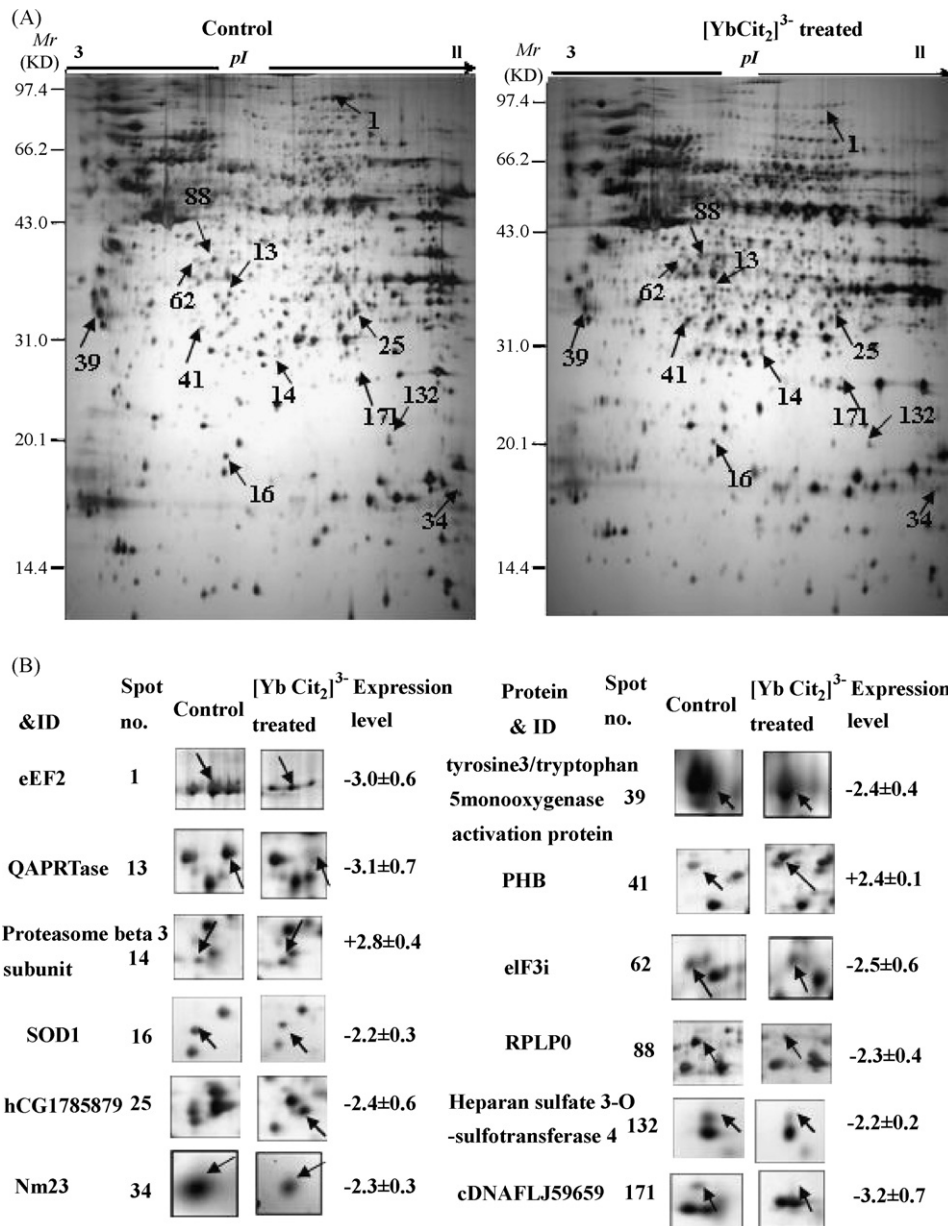 (A)
Control
[YbCit2]3- treated
Mr
(KD)
3
pI
II
97.4
66.2
43.0
31.0
20.1
14.4
1
88
13
62
39
41
25
14
171
132
16
34
Mr
(KD)
3
pI
II
97.4
66.2
43.0
31.0
20.1
14.4
1
88
13
62
39
41
25
14
171
132
16
34
(B)
&ID
Spot
no.
Control
[Yb Cit2]3-
treated
Expression
level
eEF2 1 -3.0±0.6
QAPRTase 13 -3.1±0.7
Proteasome beta 3
subunit 14 +2.8±0.4
SOD1 16 -2.2±0.3
hCG1785879 25 -2.4±0.6
Nm23 34 -2.3±0.3
Protein
& ID
Spot
no.
Control
[Yb Cit2]3-
treated
Expression
level
tyrosine3/tryptophan
5monooxygenase 39 -2.4±0.4
activation protein
PHB 41 +2.4±0.1
elF3i 62 -2.5±0.6
RPLP0 88 -2.3±0.4
Heparan sulfate 3-O
-sulfotransferase 4 132 -2.2±0.2
cDNAFLJ59659 171 -3.2±0.7